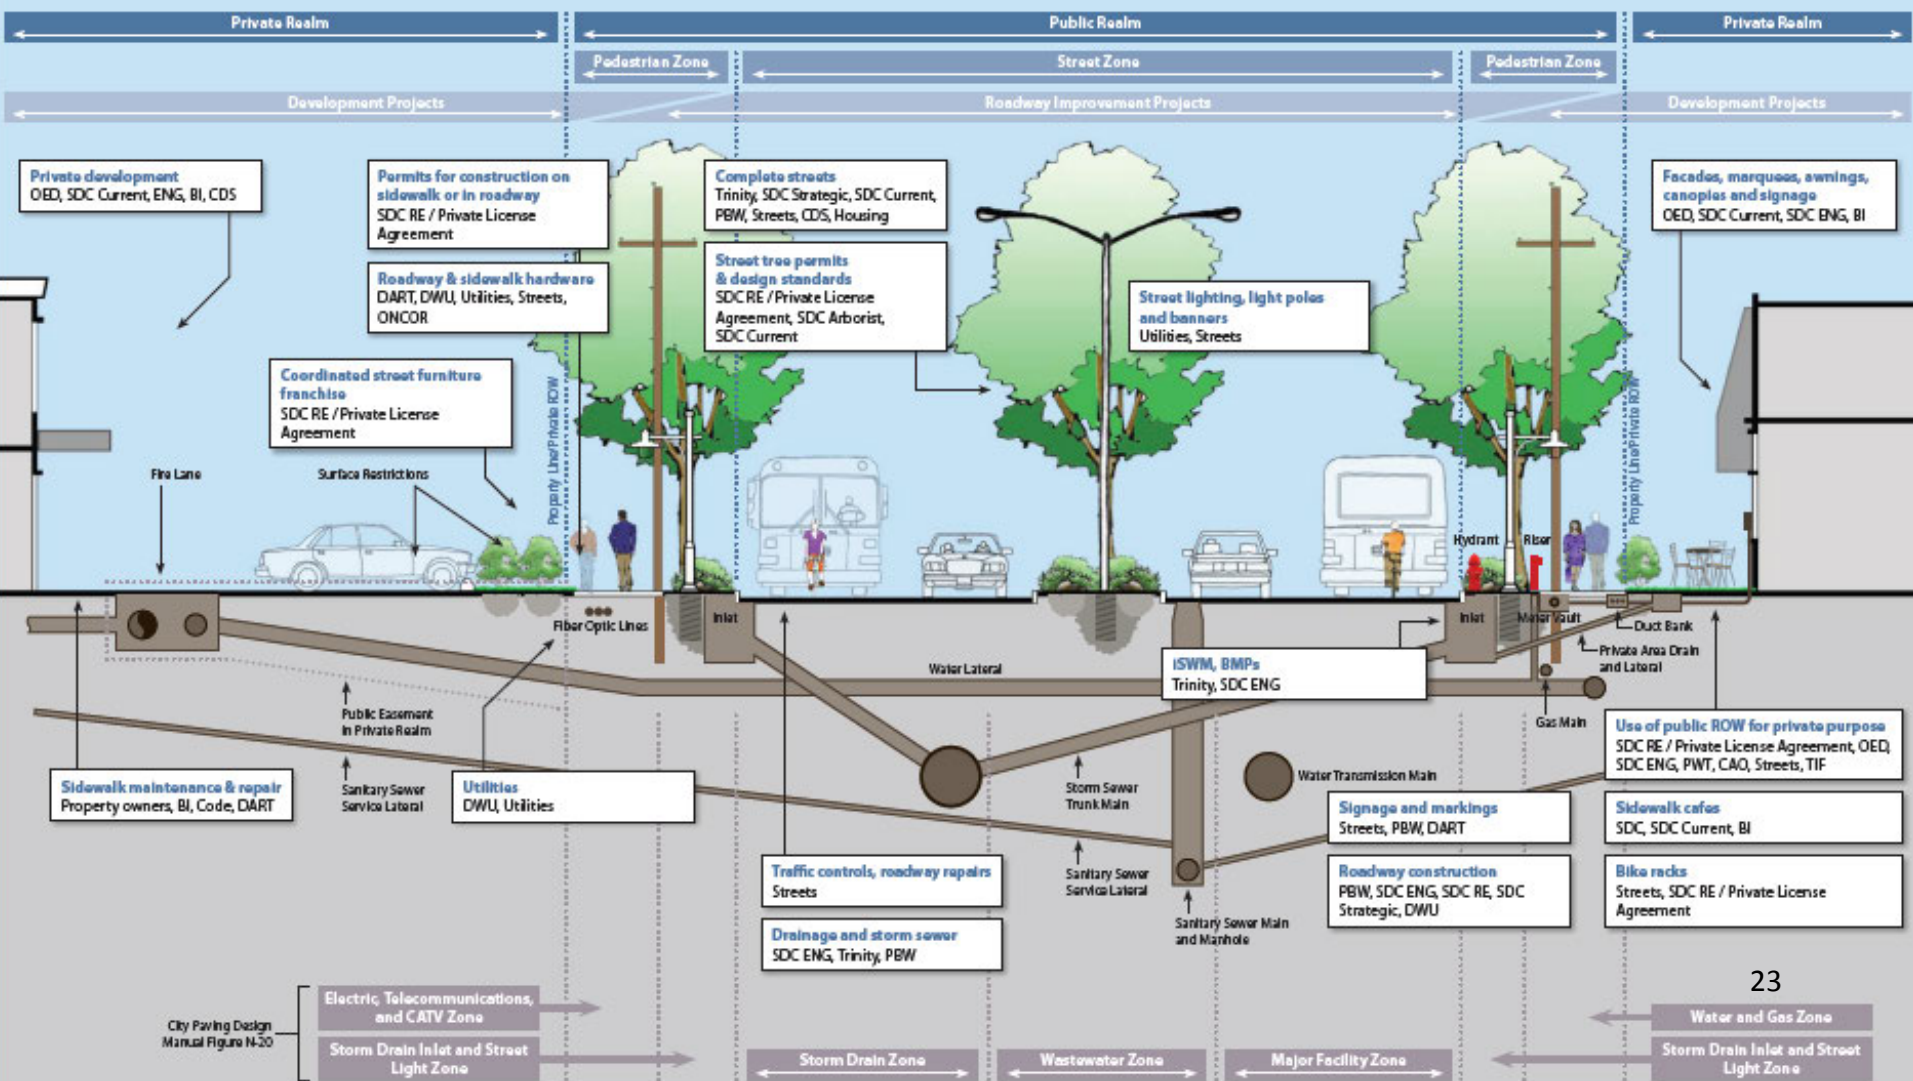 Private Realm
Public Realm
Private Realm
Pedestrian Zone
Street Zone
Pedestrian Zone
Development Projects
Roadway Improvement Projects
Development Projects
Private development
OED, SDC Current, ENG, BI, CDS
Permits for construction on
sidewalk or in roadway
SDC RE / Private License
Agreement
Roadway & sidewalk hardware
DART, DWU, Utilities, Streets,
ONCOR
Complete streets
Trinity, SDC Strategic, SDC Current,
PBW, Streets, CDS, Housing
Street tree permits
& design standards
SDC RE / Private License
Agreement, SDC Arborist,
SDC Current
Street lighting, light poles
and banners
Utilities, Streets
Facades, marquees, awnings,
canopies and signage
OED, SDC Current, SDC ENG, BI
Coordinated street furniture
franchise
SDC RE / Private License
Agreement
Property Line/Private ROW
Property Line/Private ROW
Fire Lane
Surface Restrictions
Hydrant
Riser
Fiber Optic Lines
Inlet
Inlet
Meter Vault
Duct Bank
Private Area Drain
and Lateral
Water Lateral
iSWM, BMPs
Trinity, SDC ENG
Public Easement
in Private Realm
Gas Main
Use of public ROW for private purpose
SDC RE / Private License Agreement, OED,
SDC ENG, PWT, CAO, Streets, TIF
Sidewalk maintenance & repair
Property owners, BI, Code, DART
Sanitary Sewer
Service Lateral
Utilities
DWU, Utilities
Storm Sewer
Trunk Main
Water Transmission Main
Signage and markings
Streets, PBW, DART
Sidewalk cafes
SDC, SDC Current, BI
Traffic controls, roadway repairs
Streets
Sanitary Sewer
Service Lateral
Roadway construction
PBW, SDC ENG, SDC RE, SDC
Strategic, DWU
Bike racks
Streets, SDC RE / Private License
Agreement
Drainage and storm sewer
SDC ENG, Trinity, PBW
Sanitary Sewer Main
and Manhole
23
City Paving Design
Manual Figure N-20
Electric, Telecommunications,
and CATV Zone
Water and Gas Zone
Storm Drain Inlet and Street
Light Zone
Storm Drain Zone
Wastewater Zone
Major Facility Zone
Storm Drain Inlet and Street
Light Zone